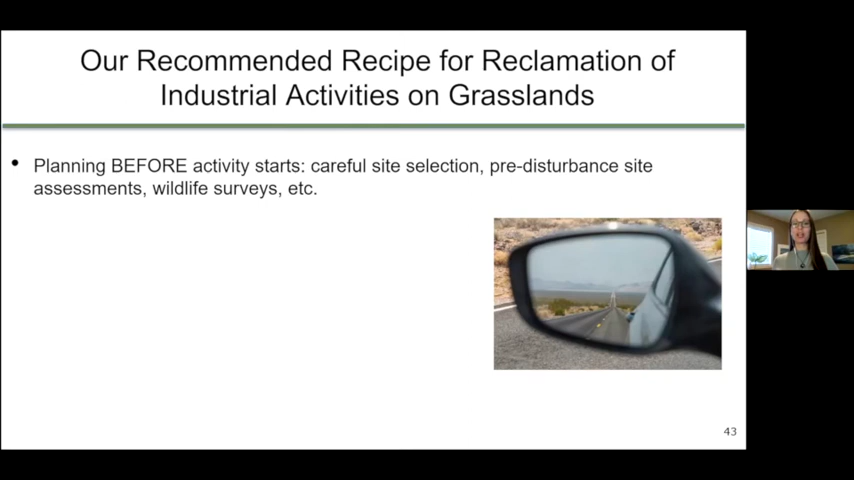 Our Recommended Recipe for Reclamation of
Industrial Activities on Grasslands
• Planning BEFORE activity starts: careful site selection, pre-disturbance site
assessments, wildlife surveys, etc.
43